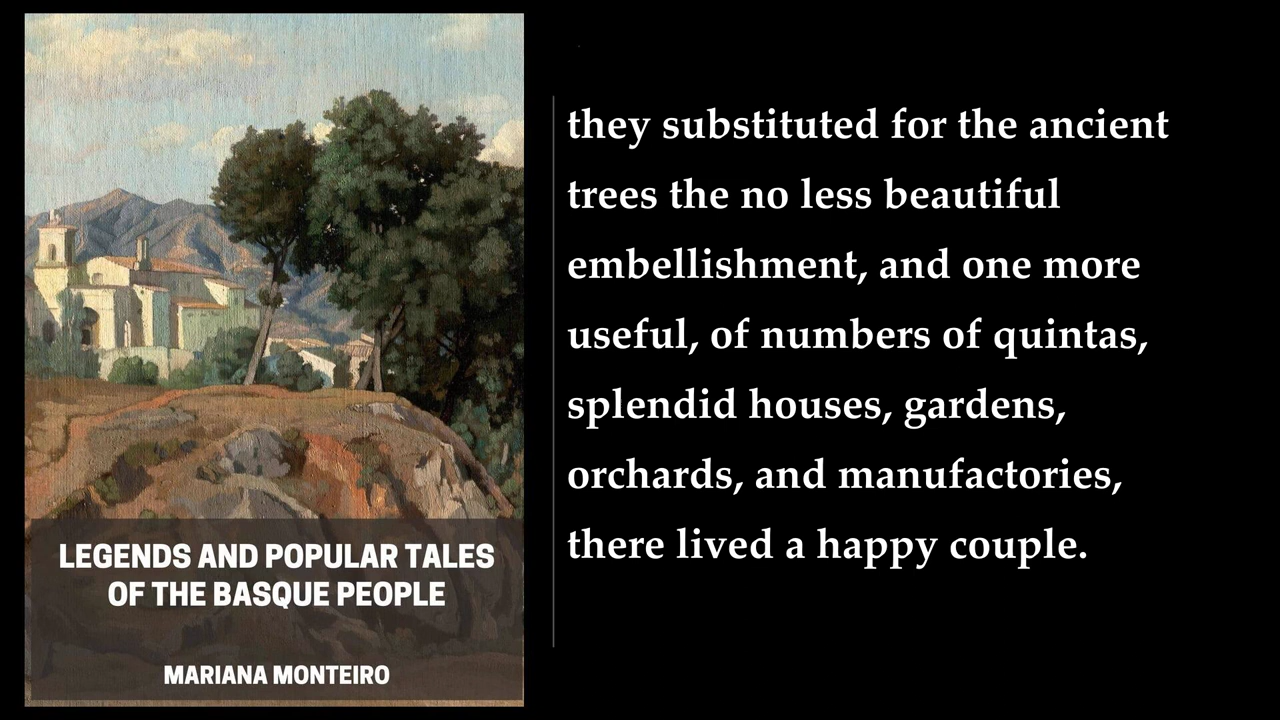 LEGENDS AND POPULAR TALES
OF THE BASQUE PEOPLE
MARIANA MONTEIRO
they substituted for the ancient
trees the no less beautiful
embellishment, and one more
useful, of numbers of quintas,
splendid houses, gardens,
orchards, and manufactories,
there lived a happy couple.